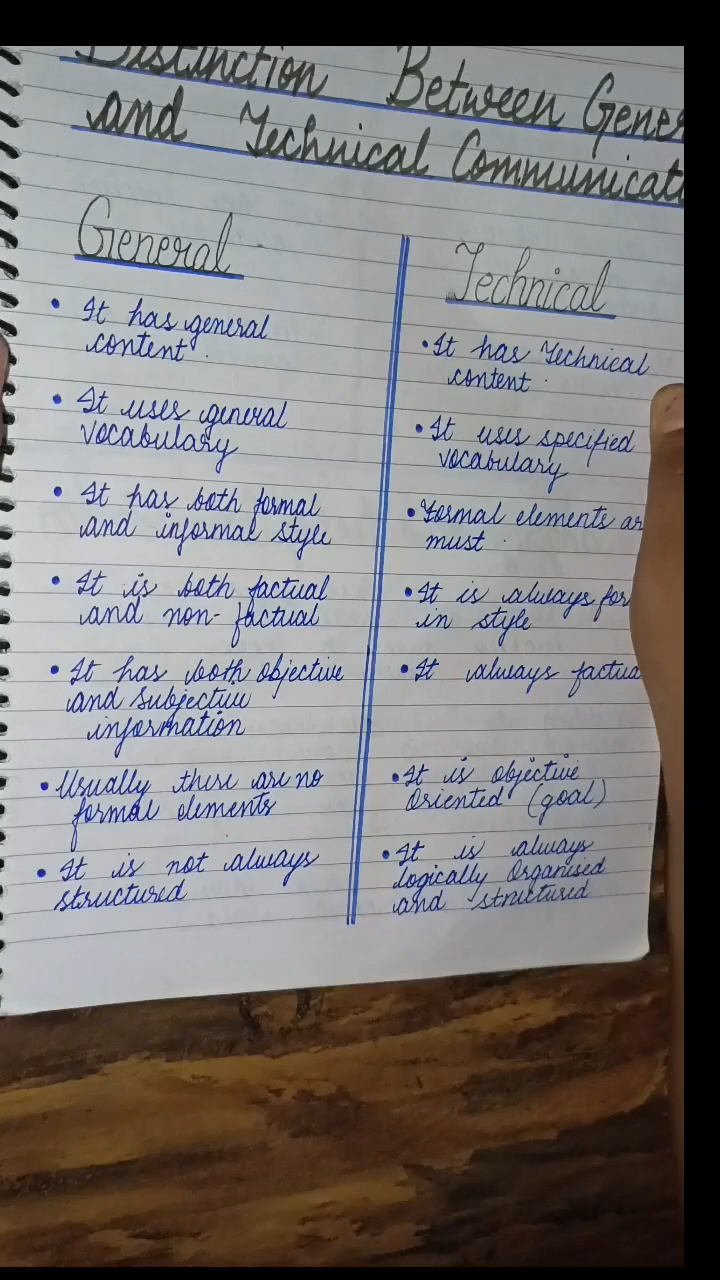 Distinction Between Gener
and Technical Communicati
General
• It has general
content.
• It uses general
vocabulary
• It has both formal
and informal style
• It is both factual
and non-factual
• It has both objective
and subjective
information
• Usually there are no
formal elements
• It is not always
structured
Technical
• It has Technical
content.
• It uses specified
vocabulary
• Formal elements ar
must.
• It is always for
in style
• It always factua
• It is objective
Oriented (goal)
• It is always
logically Organised
and structured